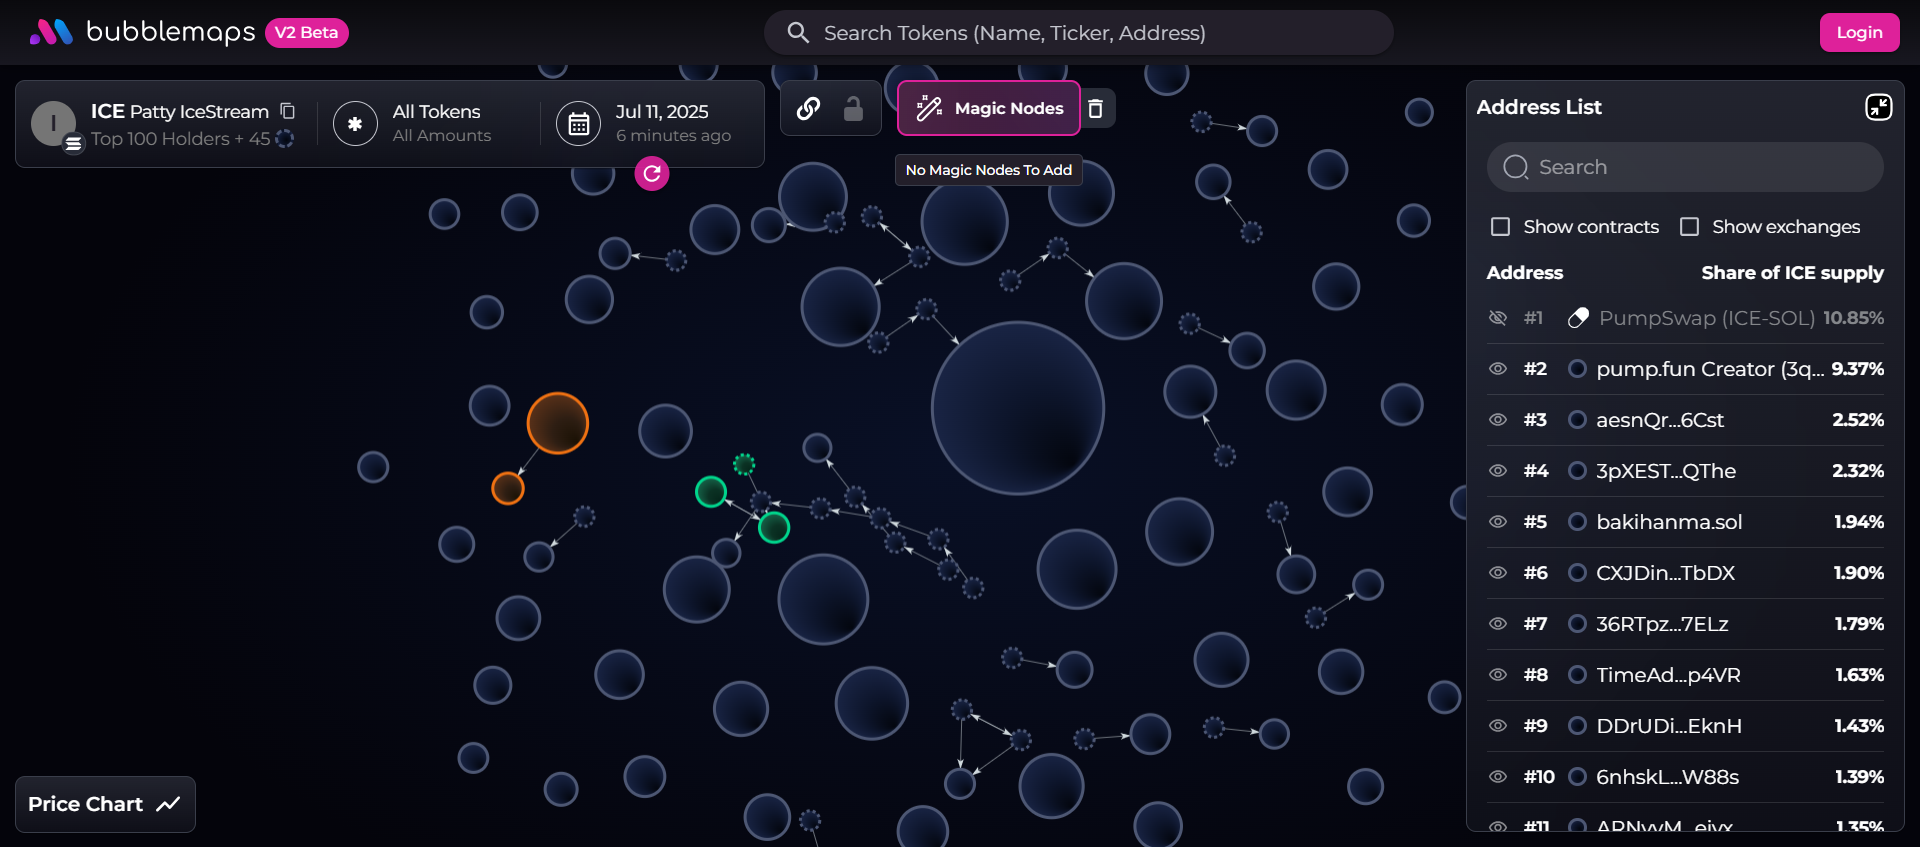 bubblemaps V2 Beta
Search Tokens (Name, Ticker, Address)
Login
I
ICE Patty IceStream
Top 100 Holders + 45
All Tokens
All Amounts
Jul 11, 2025
6 minutes ago
Magic Nodes
No Magic Nodes To Add
Address List
Search
Show contracts
Show exchanges
Address Share of ICE supply
#1 PumpSwap (ICE-SOL) 10.85%
#2 pump.fun Creator (3q... 9.37%
#3 aesnQr...6Cst 2.52%
#4 3pXEST...QThe 2.32%
#5 bakihanma.sol 1.94%
#6 CXJDin...TbDX 1.90%
#7 36RTpz...7ELz 1.79%
#8 TimeAd...p4VR 1.63%
#9 DDrUDi...EknH 1.43%
#10 6nhskL...W88s 1.39%
#11 1.35%
Price Chart